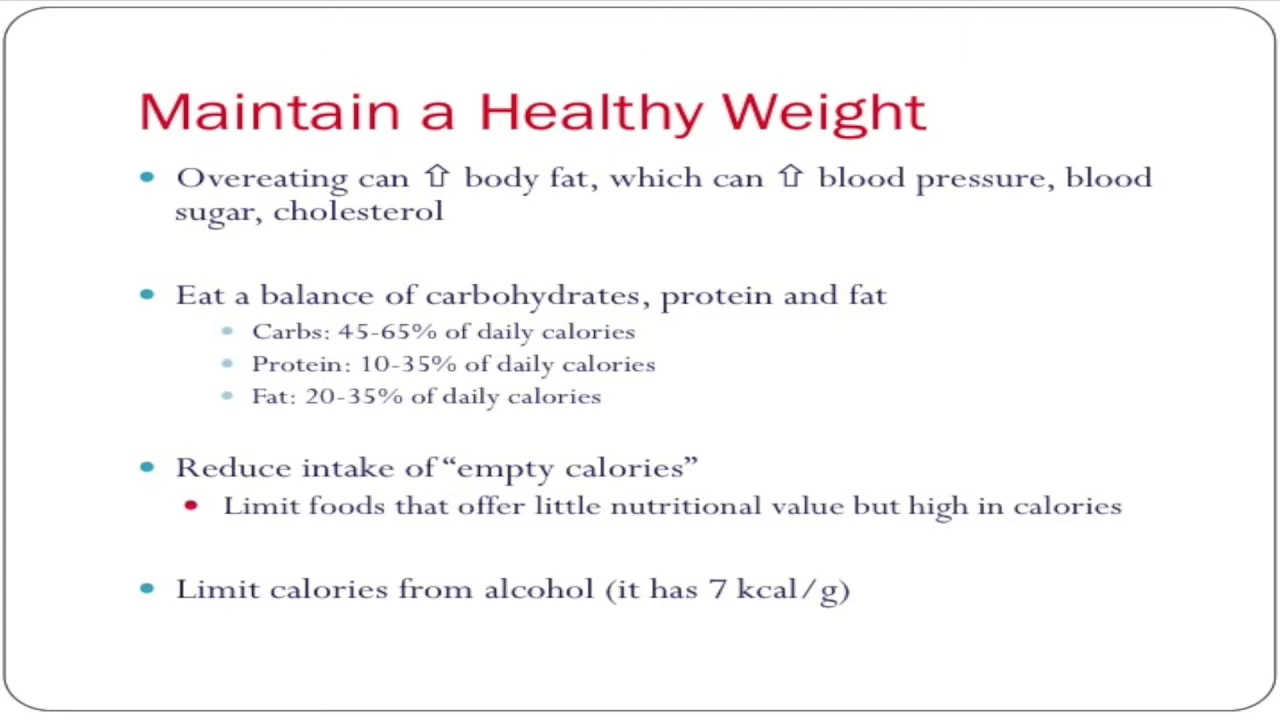 Maintain a Healthy Weight
• Overeating can ⇧ body fat, which can ⇧ blood pressure, blood
sugar, cholesterol
• Eat a balance of carbohydrates, protein and fat
• Carbs: 45-65% of daily calories
• Protein: 10-35% of daily calories
• Fat: 20-35% of daily calories
• Reduce intake of “empty calories”
• Limit foods that offer little nutritional value but high in calories
• Limit calories from alcohol (it has 7 kcal/g)